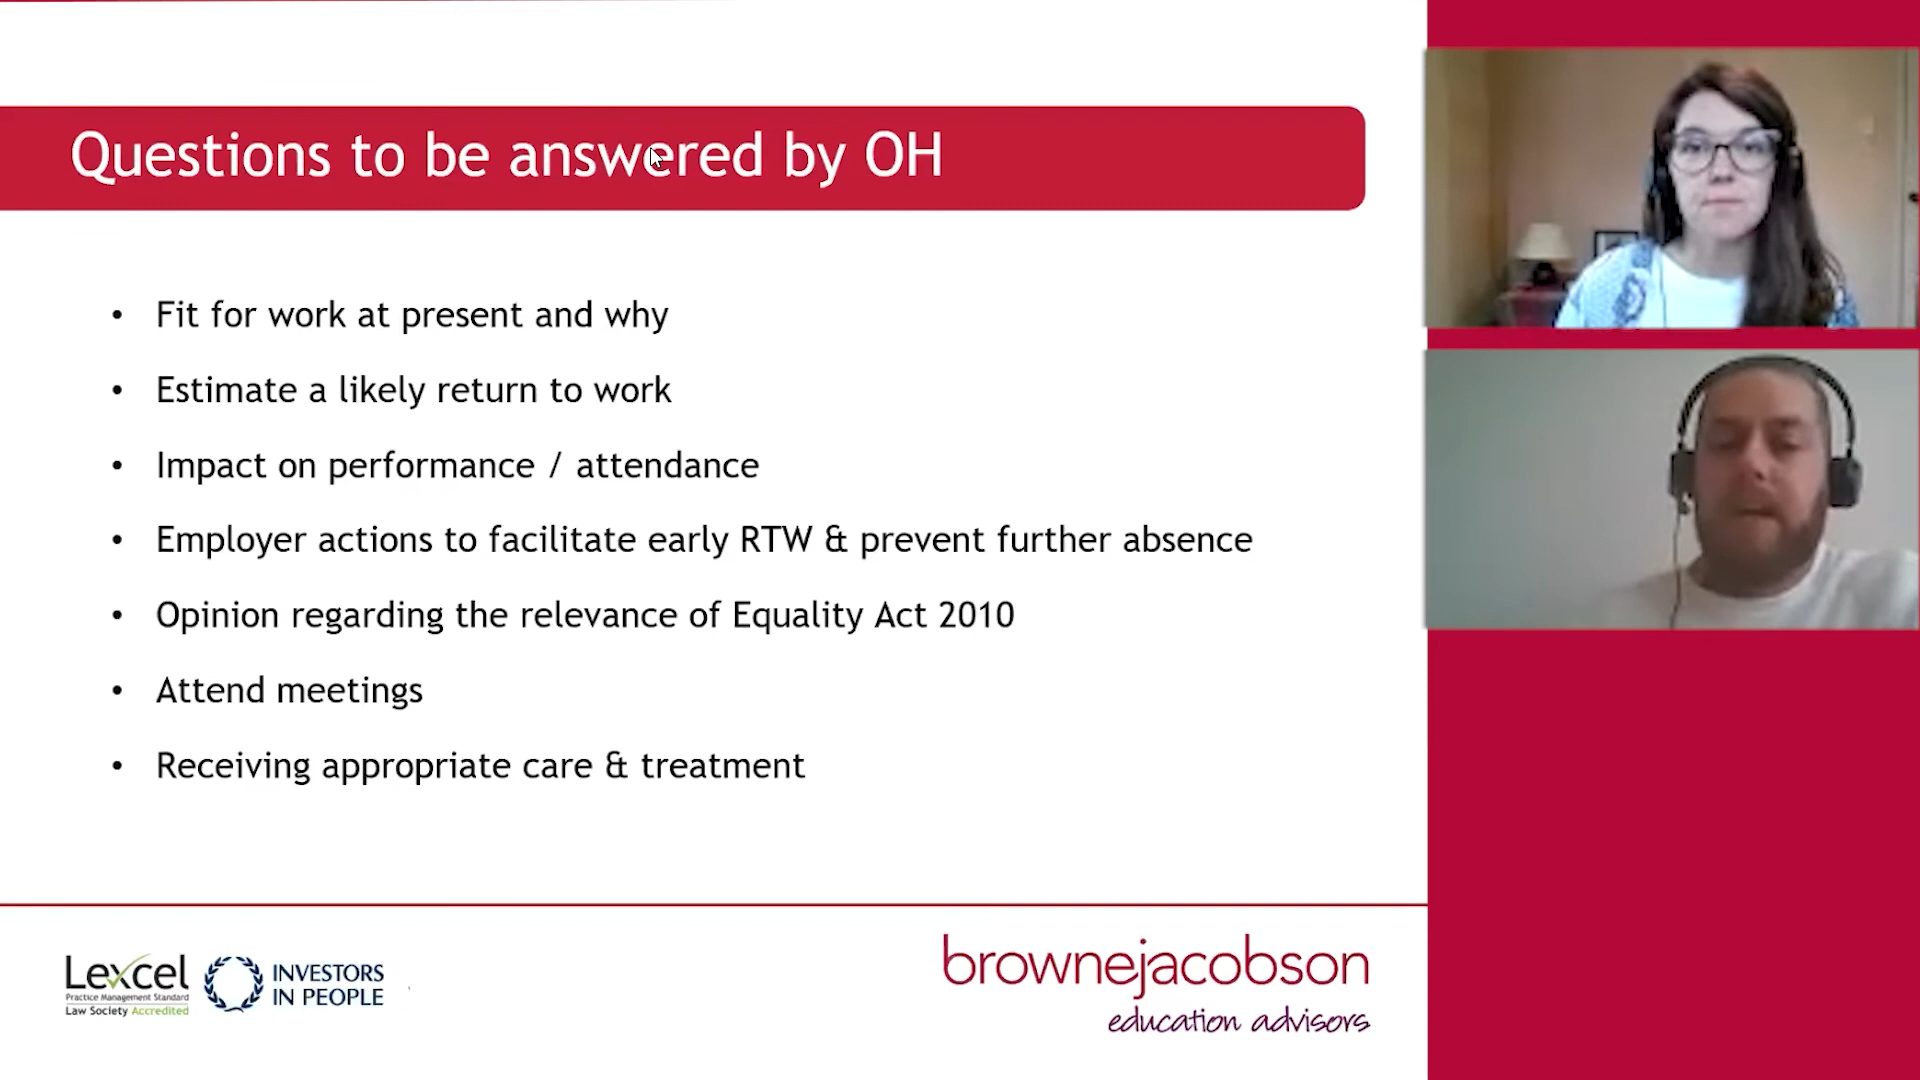 Questions to be answered by OH
• Fit for work at present and why
• Estimate a likely return to work
• Impact on performance / attendance
• Employer actions to facilitate early RTW & prevent further absence
• Opinion regarding the relevance of Equality Act 2010
• Attend meetings
• Receiving appropriate care & treatment
Lexcel
Practice Management Standard
Law Society Accredited
INVESTORS
IN PEOPLE
brownejacobson
education advisors